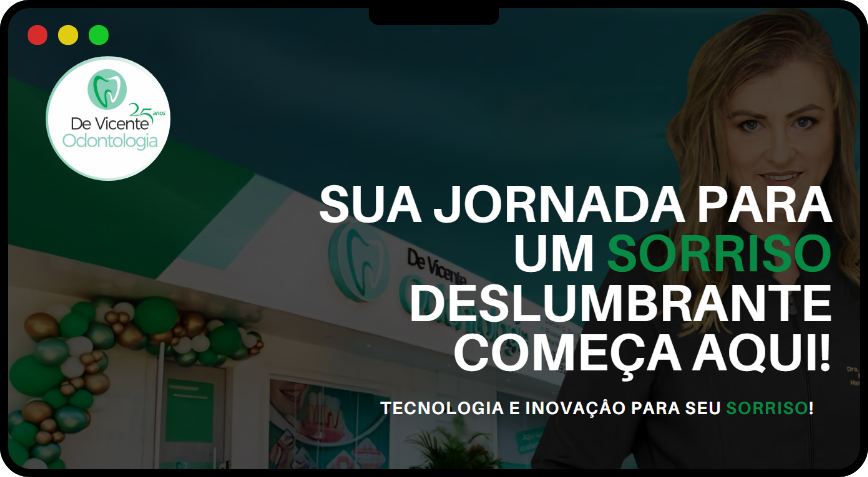 25 anos
De Vicente
Odontologia
SUA JORNADA PARA
UM SORRISO
DESLUMBRANTE
COMEÇA AQUI!
De Vicente
Odontologia
TECNOLOGIA E INOVAÇÂO PARA SEU SORRISO!